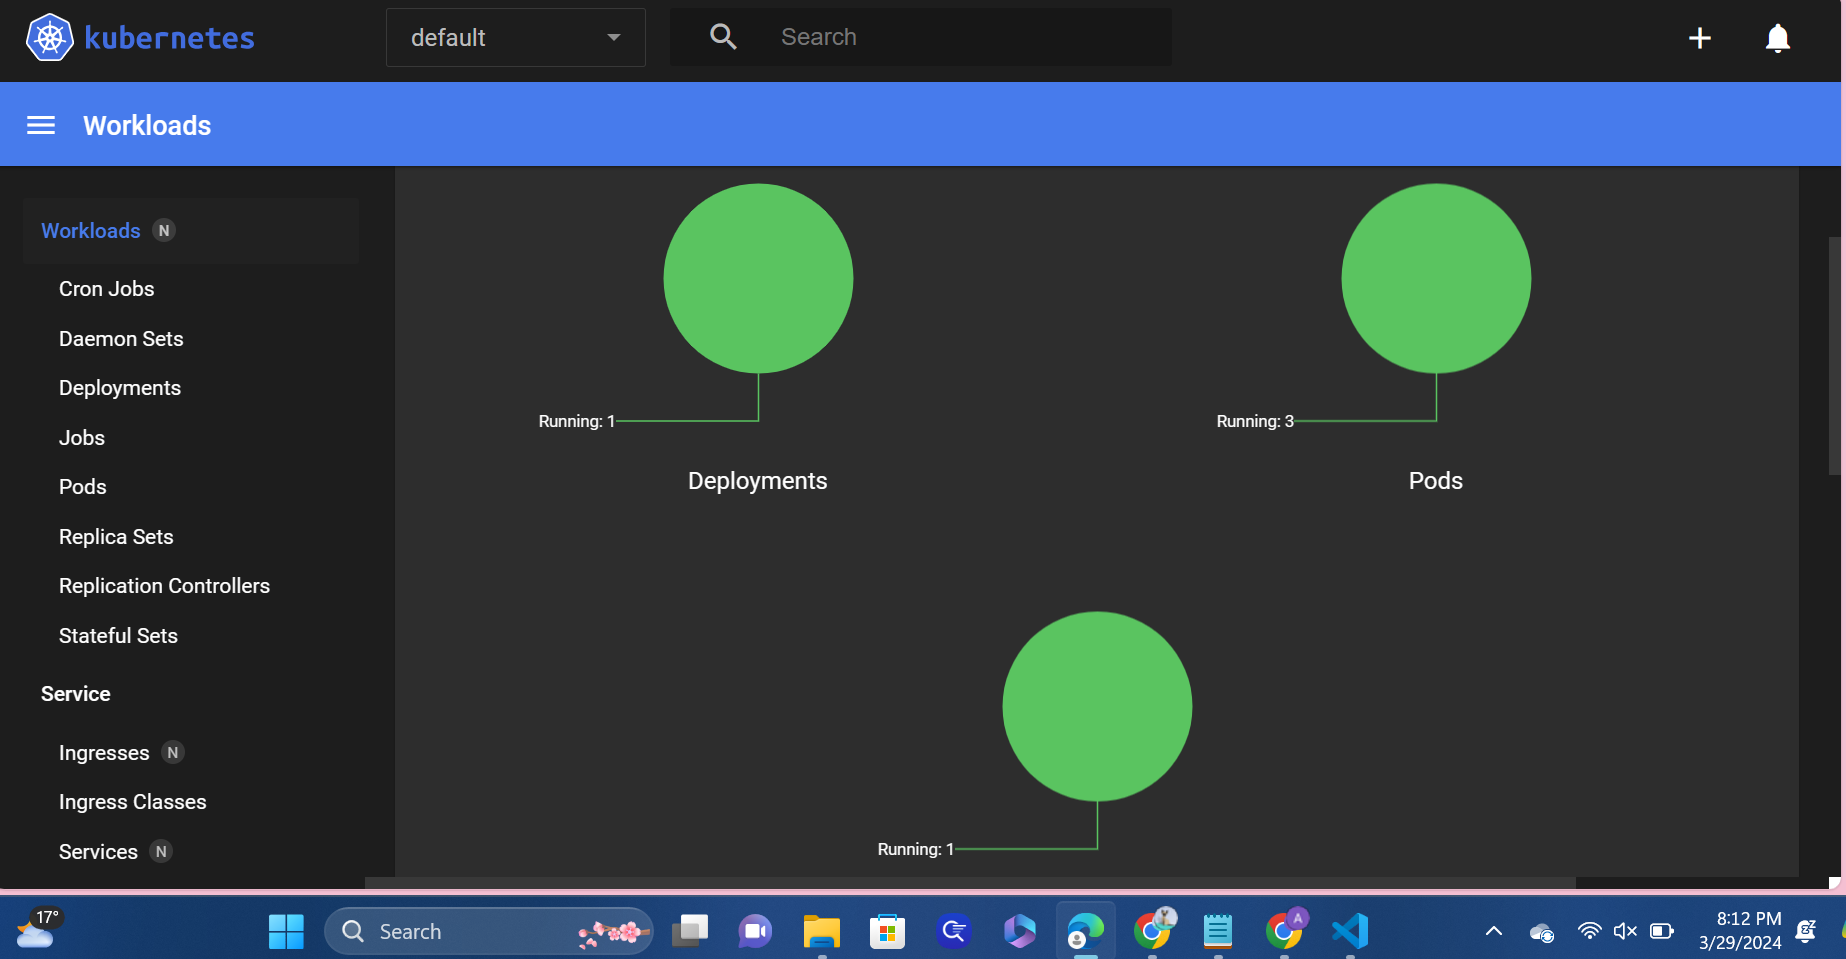 kubernetes
default
Search
Workloads
Workloads N
Cron Jobs
Daemon Sets
Deployments
Jobs
Pods
Replica Sets
Replication Controllers
Stateful Sets
Service
Ingresses N
Ingress Classes
Services N
Running: 1
Deployments
Running: 3
Pods
Running: 1
17°
Search
A
8:12 PM
3/29/2024